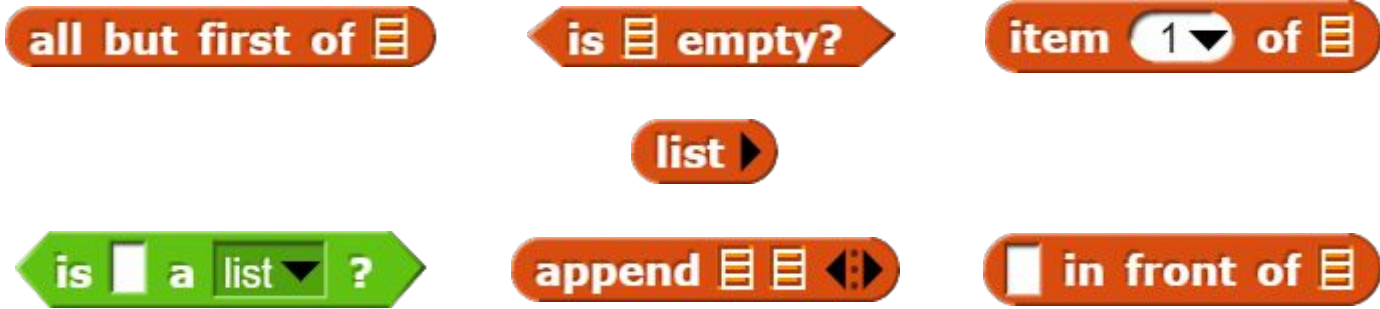 all but first of
is empty?
item 1 of
list
is a list ?
append
in front of